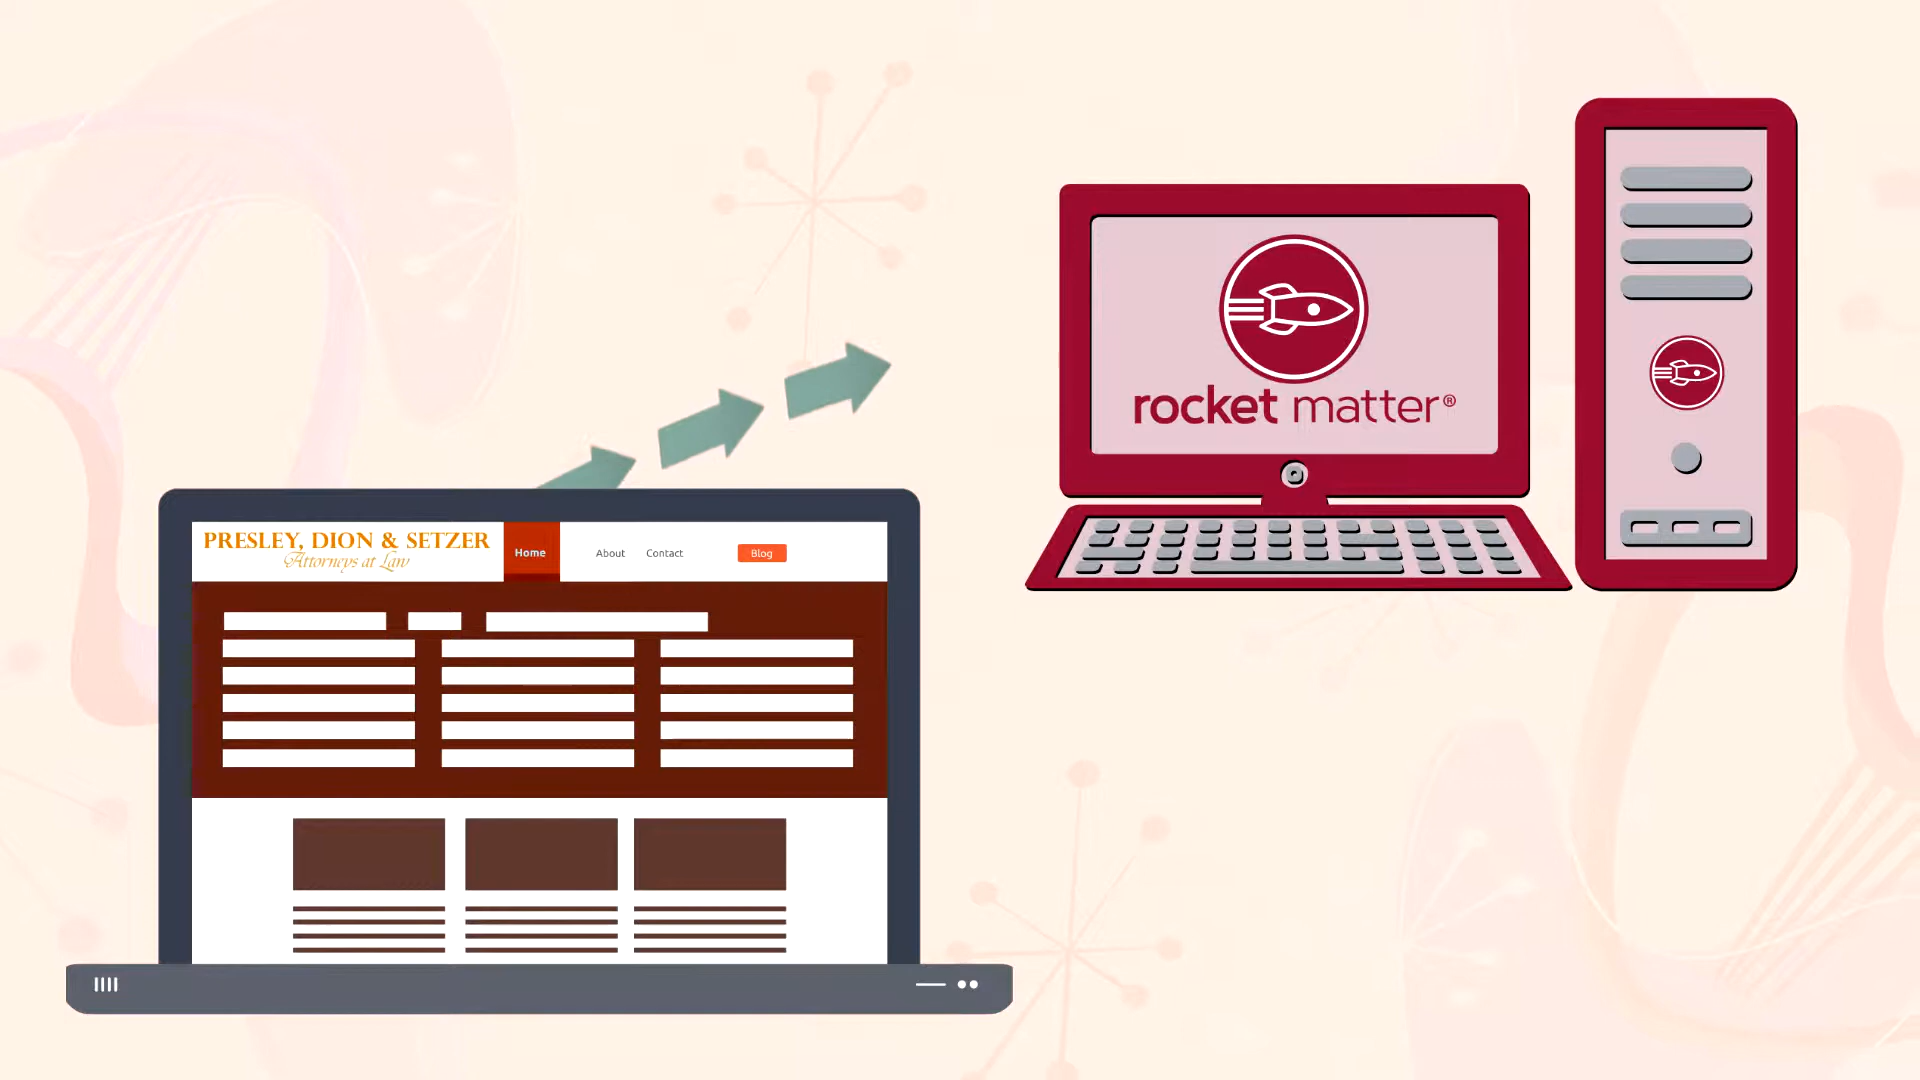 PRESLEY, DION & SETZER
Attorneys at Law
Home
About
Contact
Blog
rocket matter®